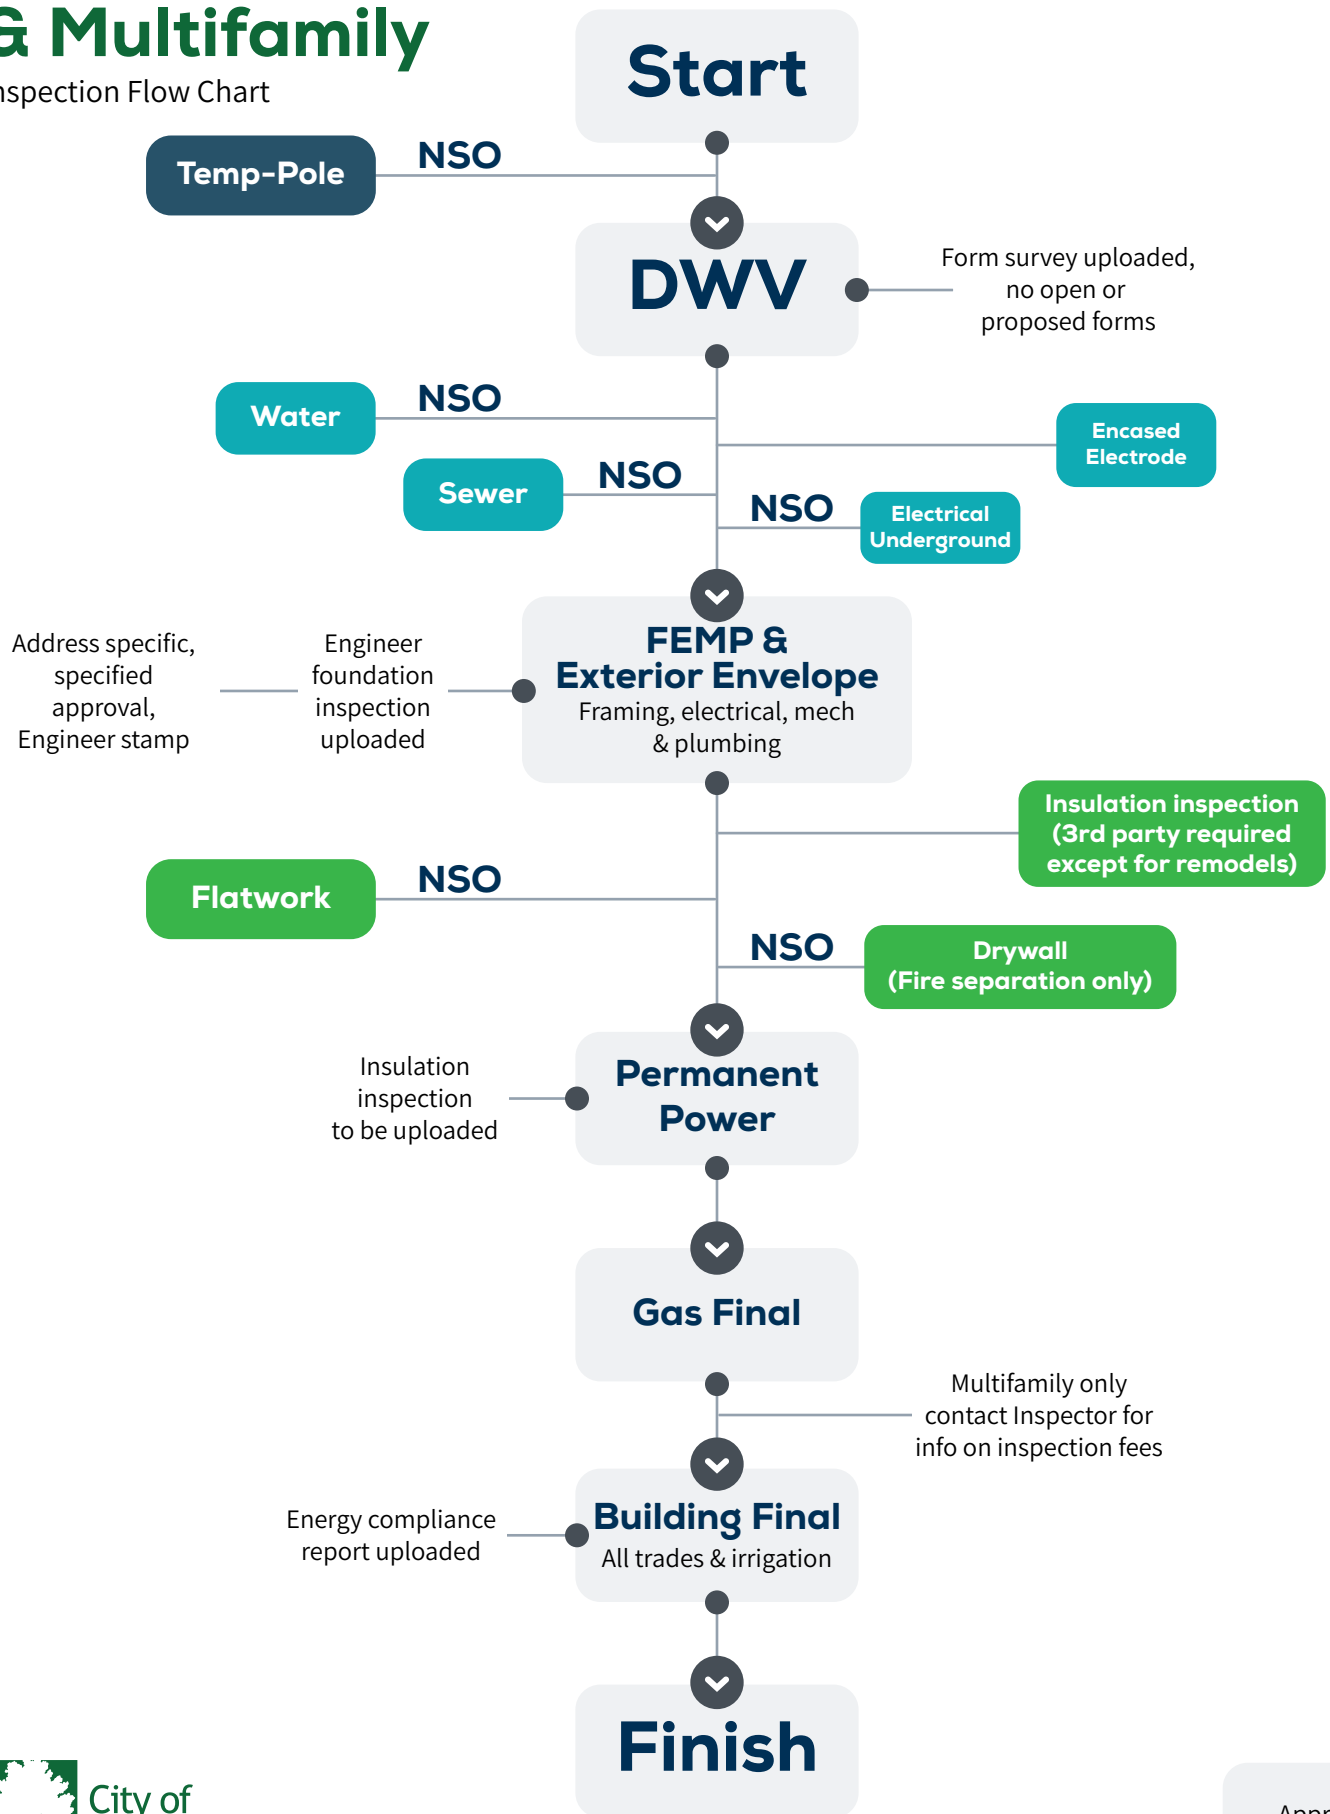 & Multifamily
Inspection Flow Chart
Start
NSO
Temp-Pole
DWV
Form survey uploaded,
no open or
proposed forms
NSO
Water
Encased
Electrode
NSO
Sewer
NSO
Electrical
Underground
Address specific,
specified
approval,
Engineer stamp
Engineer
foundation
inspection
uploaded
FEMP &
Exterior Envelope
Framing, electrical, mech
& plumbing
Insulation inspection
(3rd party required
except for remodels)
NSO
Flatwork
NSO
Drywall
(Fire separation only)
Insulation
inspection
to be uploaded
Permanent
Power
Gas Final
Multifamily only
contact Inspector for
info on inspection fees
Energy compliance
report uploaded
Building Final
All trades & irrigation
Finish
City of